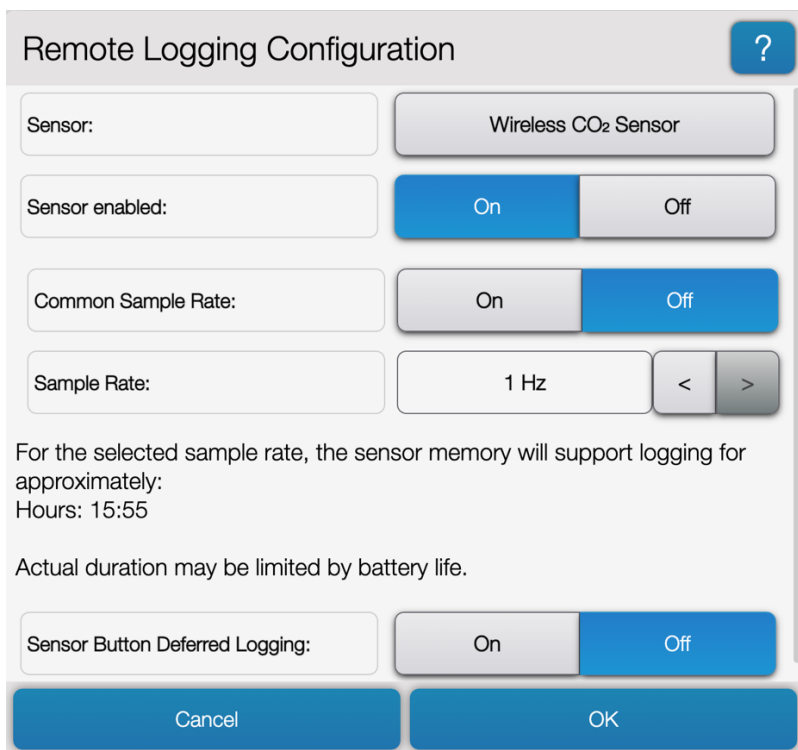 Remote Logging Configuration ?
Sensor: Wireless CO₂ Sensor
Sensor enabled: On Off
Common Sample Rate: On Off
Sample Rate: 1 Hz < >
For the selected sample rate, the sensor memory will support logging for
approximately:
Hours: 15:55
Actual duration may be limited by battery life.
Sensor Button Deferred Logging: On Off
Cancel OK